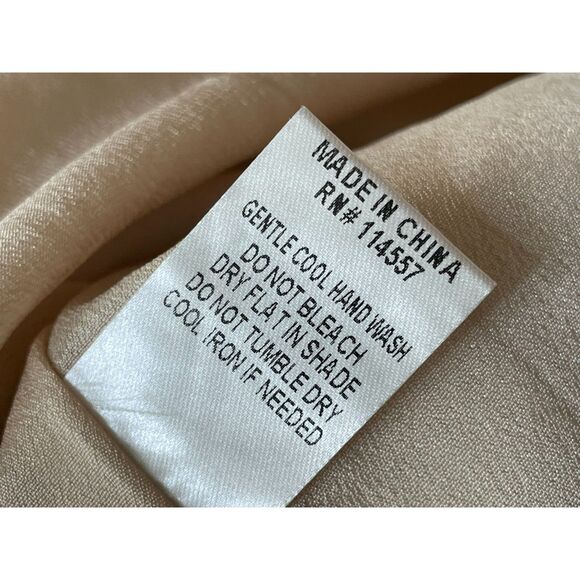 MADE IN CHINA
RN# 114557
GENTLE COOL HAND WASH
DO NOT BLEACH
DRY FLAT IN SHADE
DO NOT TUMBLE DRY
COOL IRON IF NEEDED